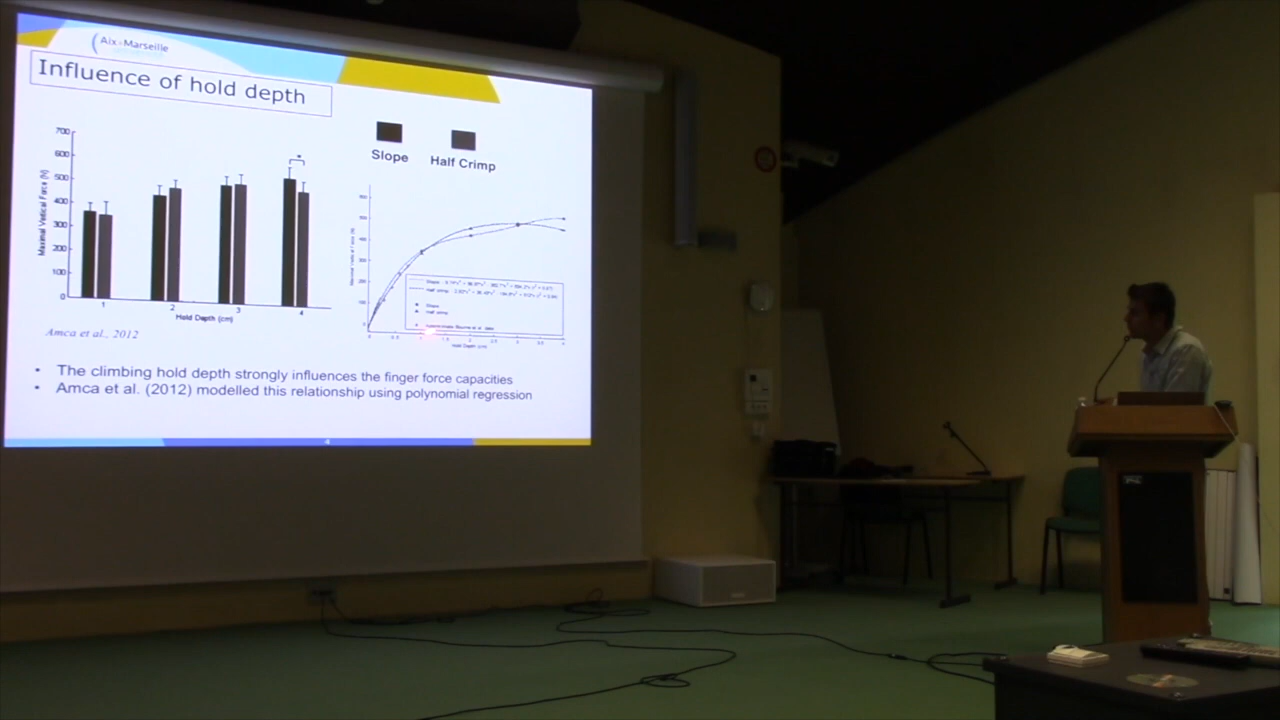 Aix*Marseille
Influence of hold depth
Slope
Half Crimp
700
600
500
400
300
200
100
0
Maximal Vertical Force (N)
*
1
2
3
4
Hold Depth (cm)
Amca et al., 2012
• The climbing hold depth strongly influences the finger force capacities
• Amca et al. (2012) modelled this relationship using polynomial regression
4